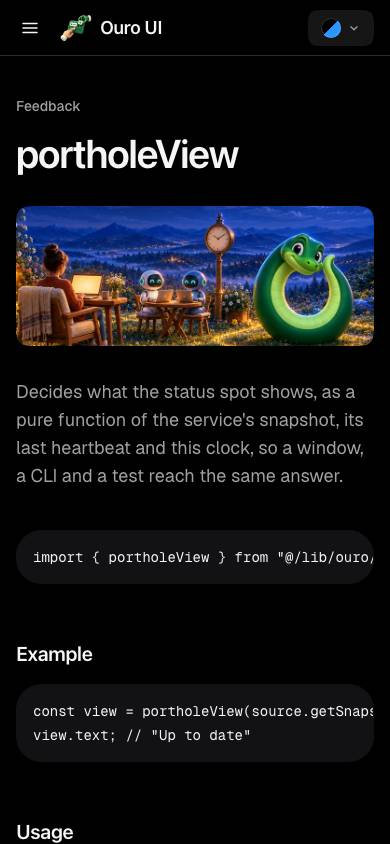 Ouro UI
Feedback
portholeView
Decides what the status spot shows, as a
pure function of the service's snapshot, its
last heartbeat and this clock, so a window,
a CLI and a test reach the same answer.
import { portholeView } from "@/lib/ouro/
Example
const view = portholeView(source.getSnaps
view.text; // "Up to date"
Usage